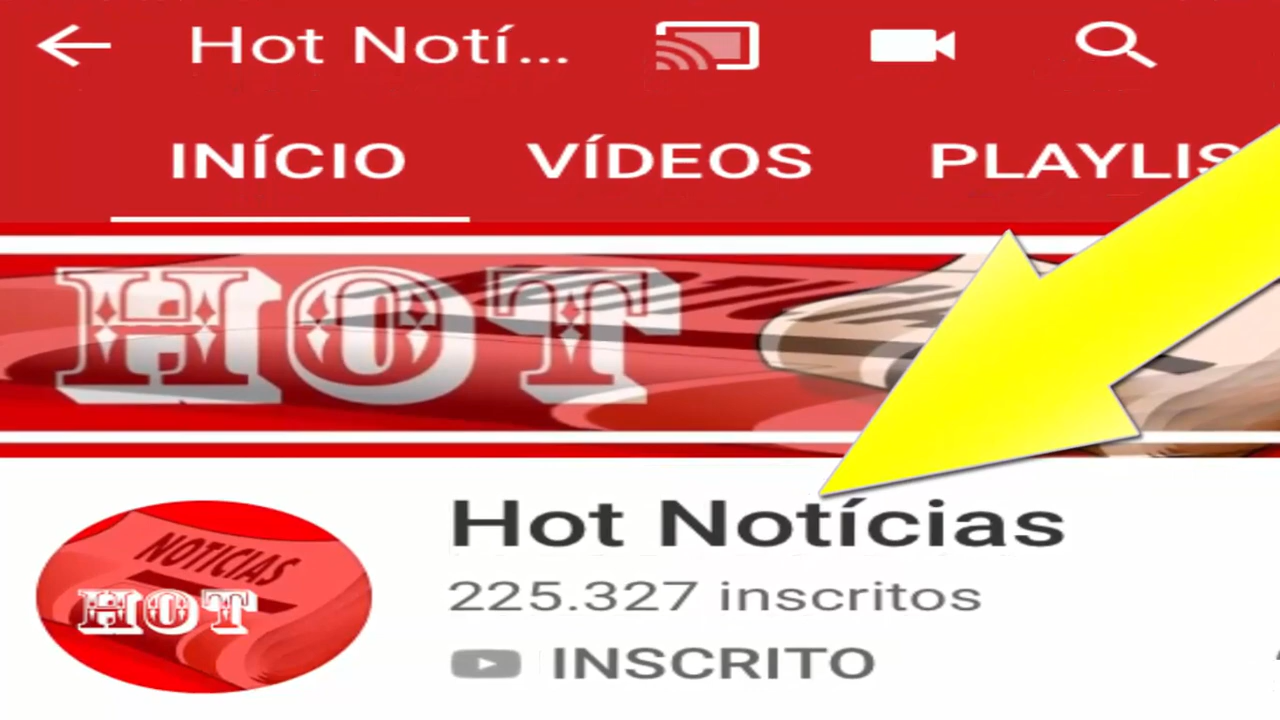 Hot Notí...
INÍCIO VÍDEOS PLAYLIS
HOT
Hot Notícias
NOTICIAS
HOT
225.327 inscritos
INSCRITO